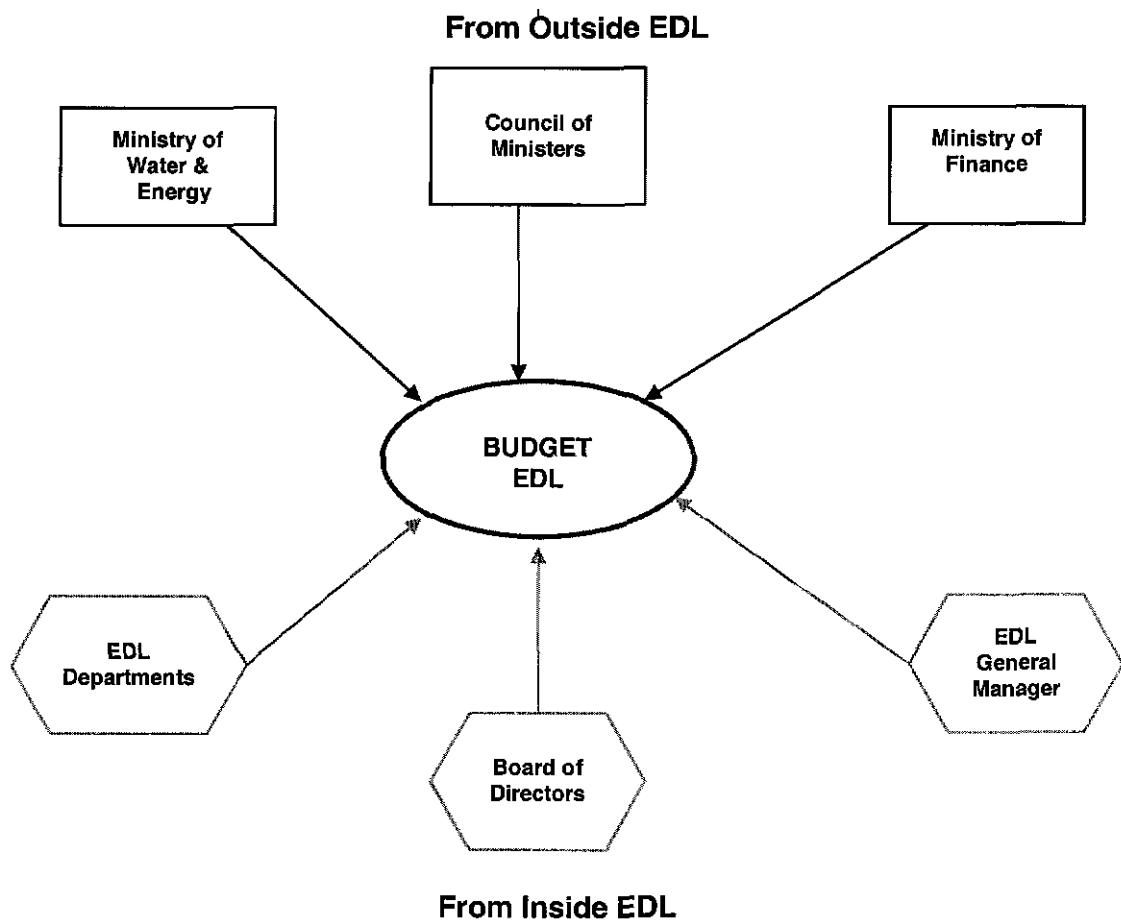 From Outside EDL
Ministry of
Water &
Energy
Council of
Ministers
Ministry of
Finance
BUDGET
EDL
EDL
Departments
Board of
Directors
EDL
General
Manager
From Inside EDL